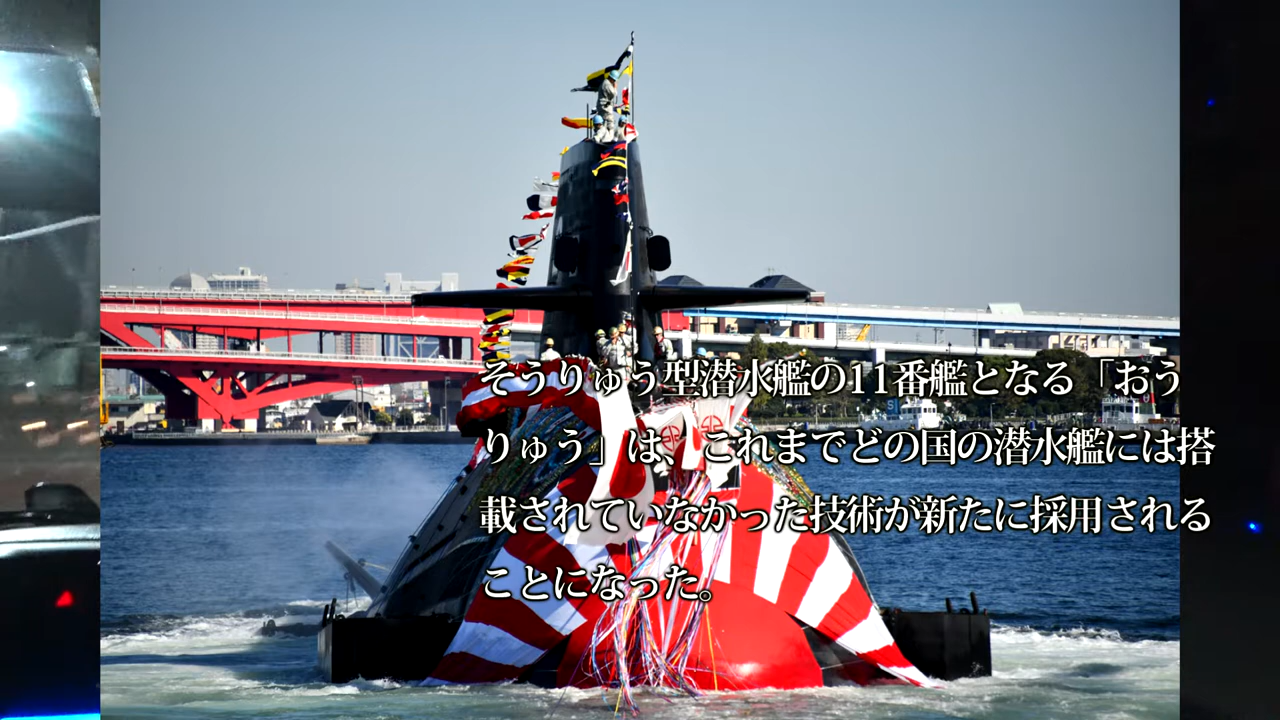 そうりゅう型潜水艦の11番艦となる「おう
りゅう」は、これまでどの国の潜水艦には搭
載されていなかった技術が新たに採用される
ことになった。